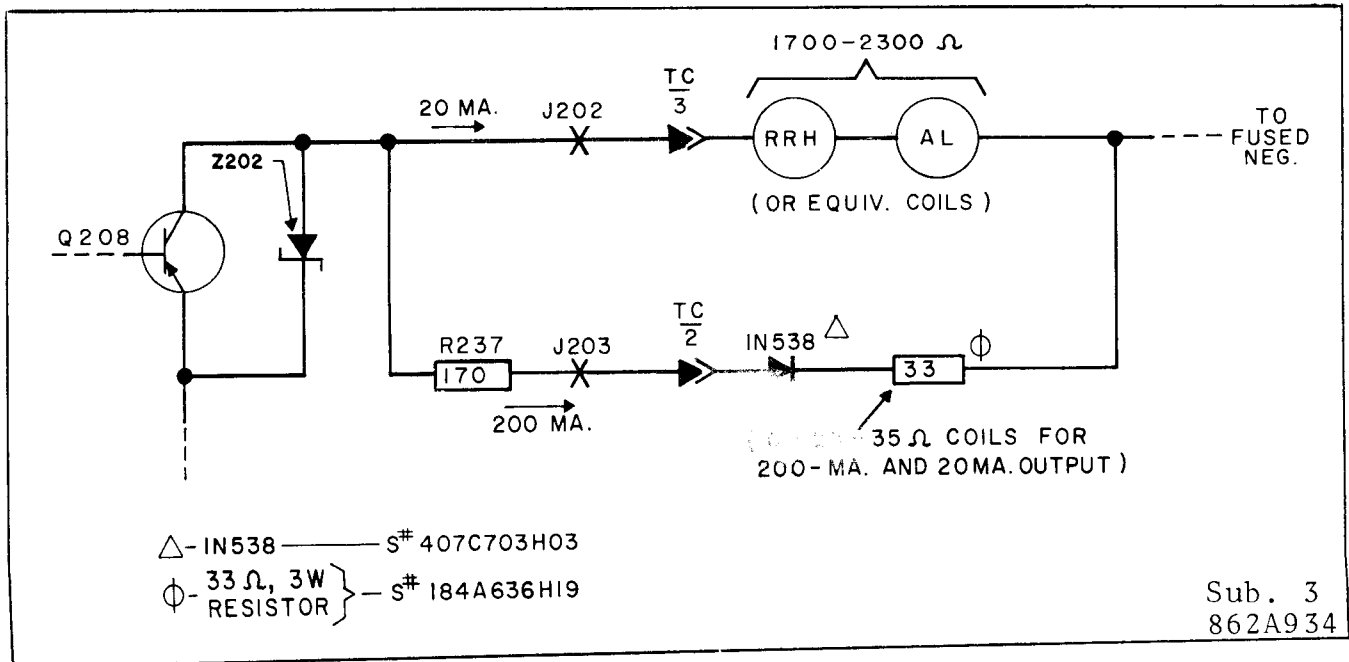 1700-2300 Ω
TC
3
20 MA.
J202
TO
FUSED
NEG.
RRH
AL
Z202
(OR EQUIV. COILS)
Q208
TC
2
IN538 △
ϕ
R237
J203
170
33
200 MA.
35 Ω COILS FOR
200-MA. AND 20MA. OUTPUT)
△- IN538 — S# 407C703H03
ϕ- 33 Ω, 3W
RESISTOR } — S# 184A636H19
Sub. 3
862A934